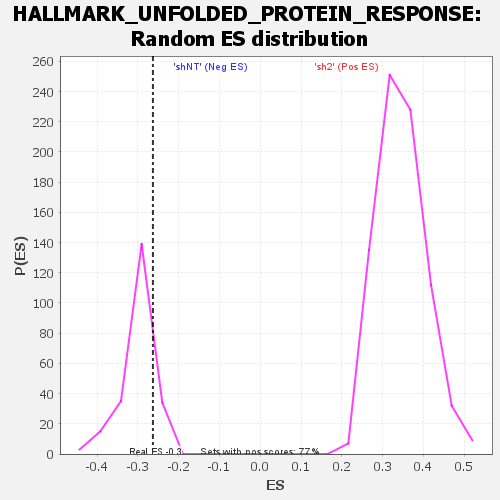 HALLMARK_UNFOLDED_PROTEIN_RESPONSE:
Random ES distribution
'shNT' (Neg ES) 'sh2' (Pos ES)
260
240
220
200
180
160
140
120
100
80
60
40
20
0
P(ES)
Real ES -0.3 Sets with pos scores: 77%
-0.4 -0.3 -0.2 -0.1 0.0 0.1 0.2 0.3 0.4 0.5
ES